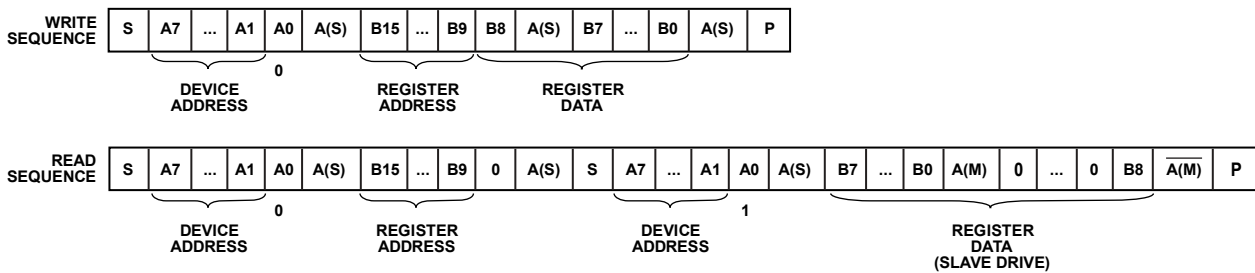 WRITE
SEQUENCE
S A7 ... A1 A0 A(S) B15 ... B9 B8 A(S) B7 ... B0 A(S) P
0
DEVICE
ADDRESS
REGISTER
ADDRESS
REGISTER
DATA
READ
SEQUENCE
S A7 ... A1 A0 A(S) B15 ... B9 0 A(S) S A7 ... A1 A0 A(S) B7 ... B0 A(M) 0 ... 0 B8 A(M) P
0 1
DEVICE
ADDRESS
REGISTER
ADDRESS
DEVICE
ADDRESS
REGISTER
DATA
(SLAVE DRIVE)